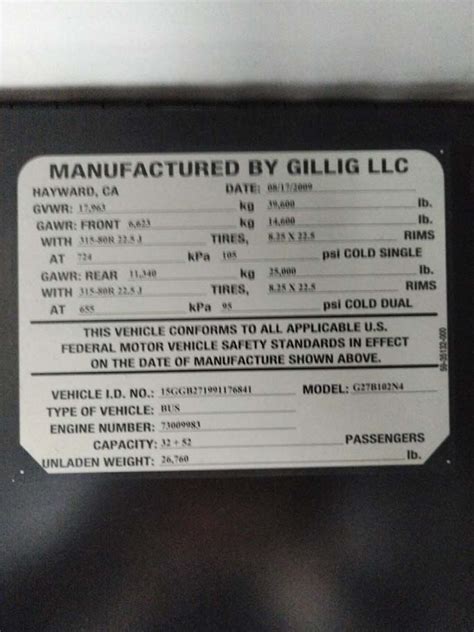 MANUFACTURED BY GILLIG LLC
HAYWARD, CA DATE: 08/17/2009
GVWR: 17,963 kg 39,600 lb.
GAWR: FRONT 6,623 kg 14,600 lb.
WITH 315-80R 22.5 J TIRES, 8.25 X 22.5 RIMS
AT 724 kPa 105 psi COLD SINGLE
GAWR: REAR 11,340 kg 25,000 lb.
WITH 315-80R 22.5 J TIRES, 8.25 X 22.5 RIMS
AT 655 kPa 95 psi COLD DUAL
THIS VEHICLE CONFORMS TO ALL APPLICABLE U.S.
FEDERAL MOTOR VEHICLE SAFETY STANDARDS IN EFFECT
ON THE DATE OF MANUFACTURE SHOWN ABOVE.
VEHICLE I.D. NO.: 15GGB271991176841 MODEL: G27B102N4
TYPE OF VEHICLE: BUS
ENGINE NUMBER: 73009983
CAPACITY: 32 + 52 PASSENGERS
UNLADEN WEIGHT: 26,760 lb.